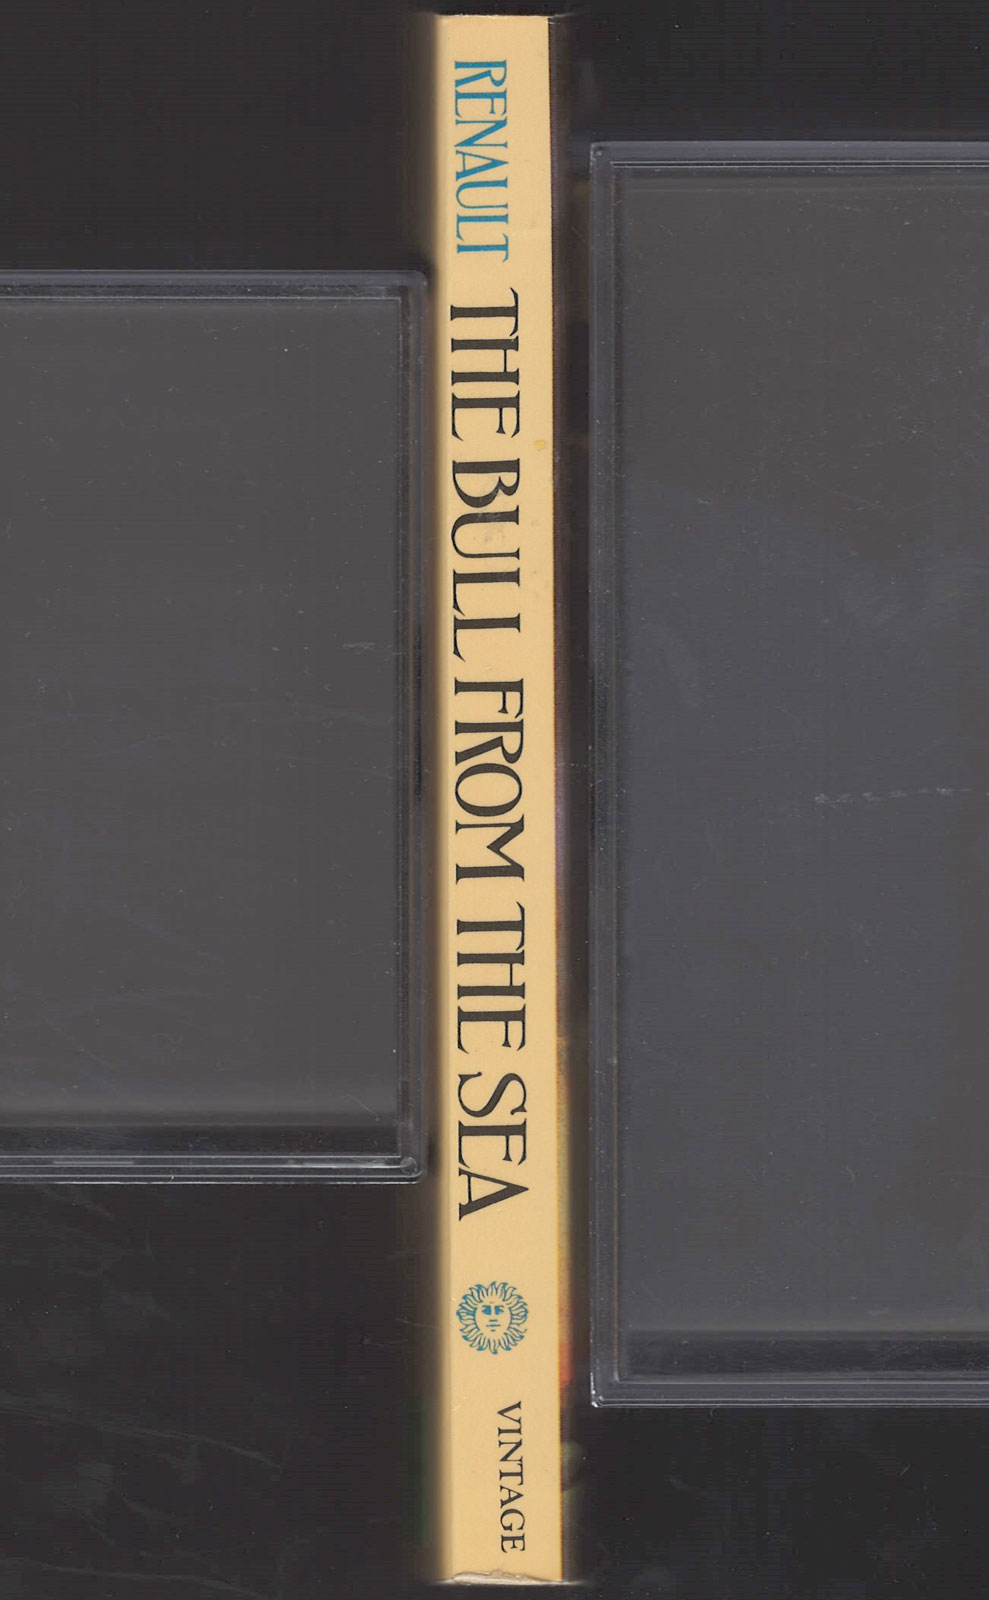 RENAULT THE BULL FROM THE SEA
VINTAGE